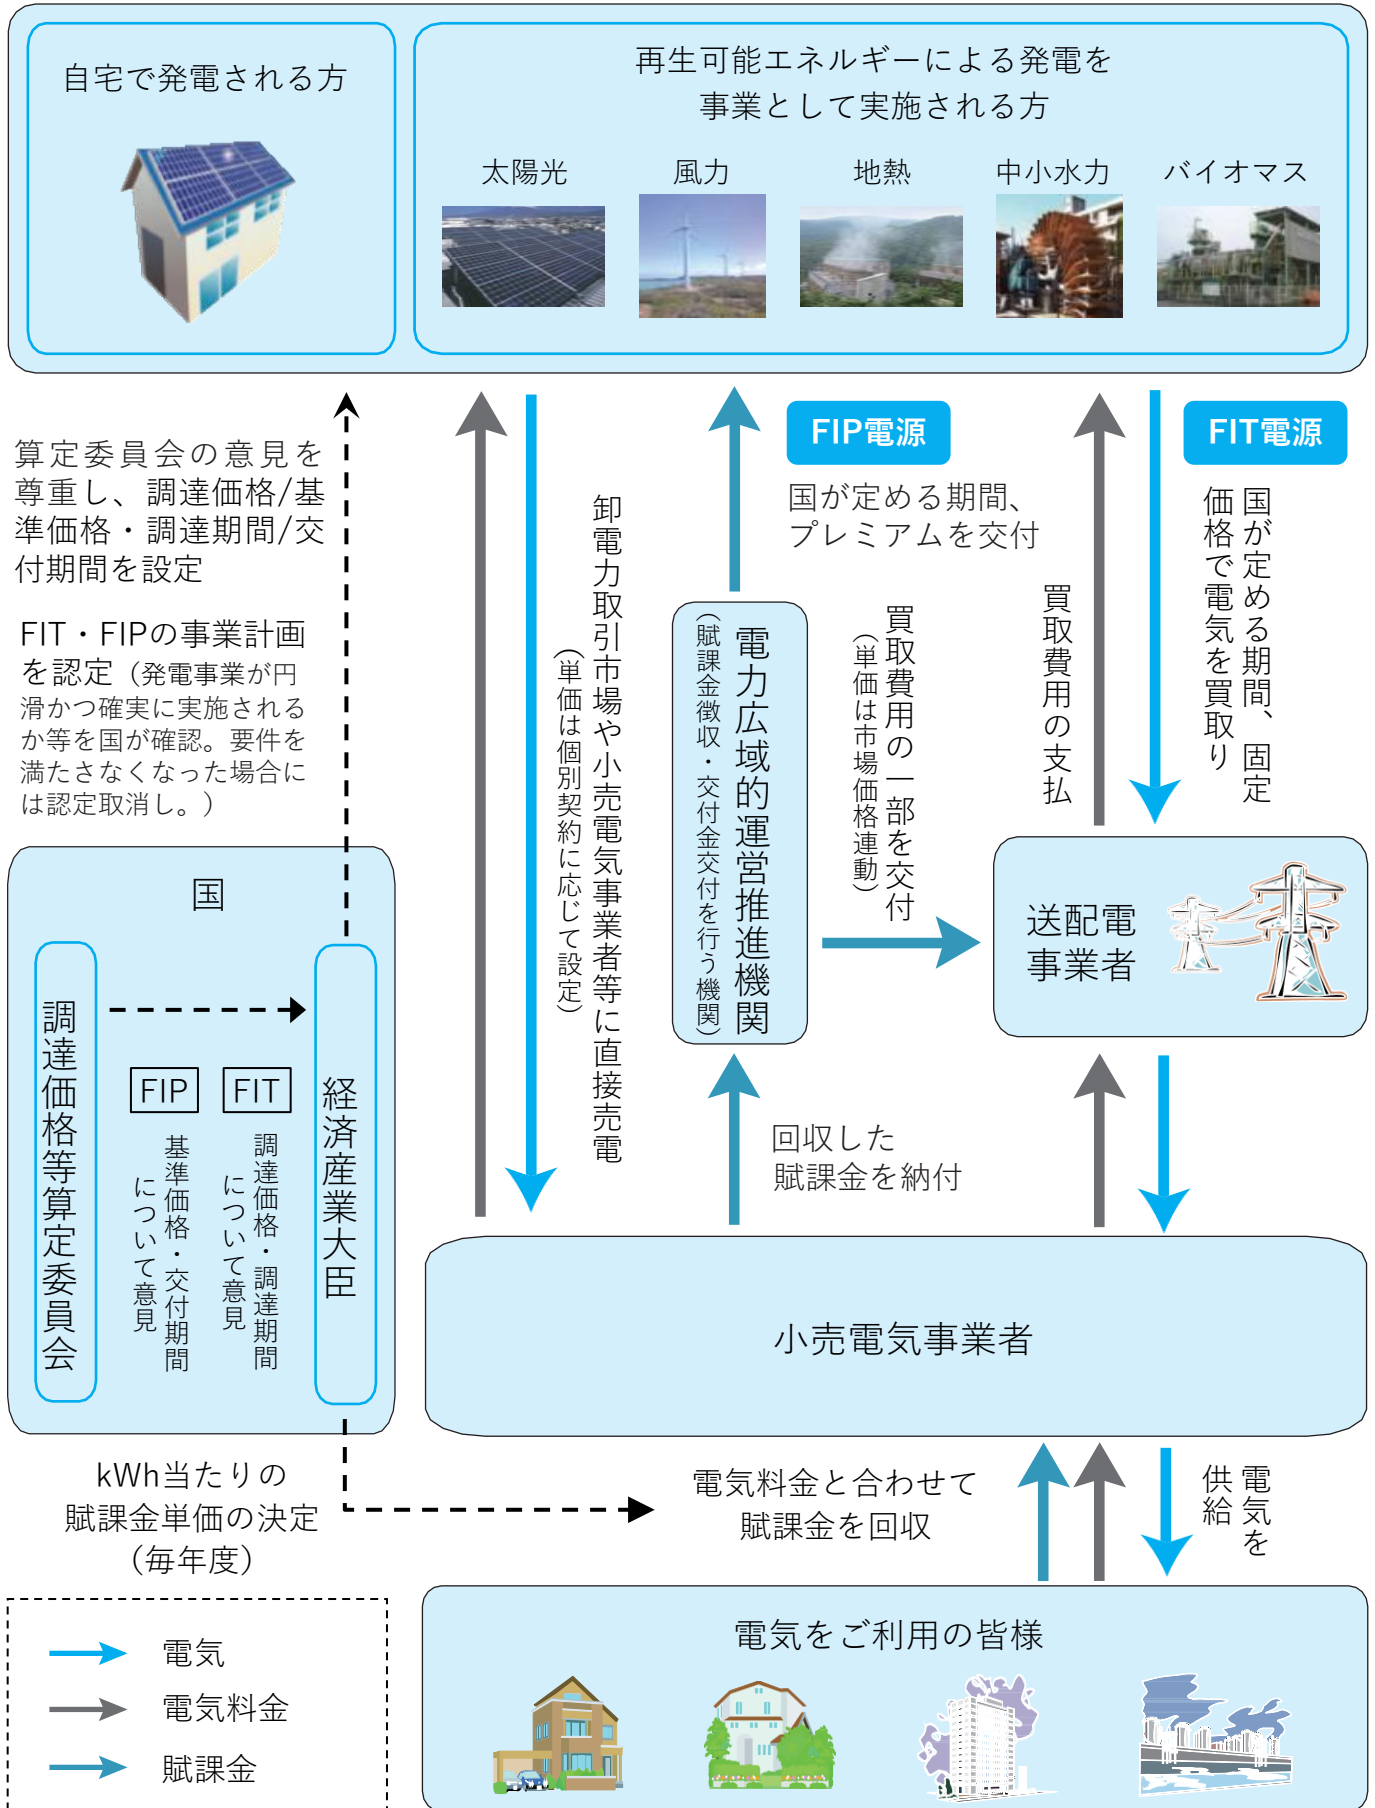 自宅で発電される方
再生可能エネルギーによる発電を
事業として実施される方
太陽光
風力
地熱
中小水力
バイオマス
算定委員会の意見を
尊重し、調達価格/基
準価格・調達期間/交
付期間を設定
FIT・FIPの事業計画
を認定（発電事業が円
滑かつ確実に実施される
か等を国が確認。要件を
満たさなくなった場合に
は認定取消し。）
卸電力取引市場や小売電気事業者等に直接売電
（単価は個別契約に応じて設定）
FIP電源
国が定める期間、
プレミアムを交付
電力広域的運営推進機関
（賦課金徴収・交付金交付を行う機関）
買取費用の一部を交付
（単価は市場価格連動）
買取費用の支払
FIT電源
国が定める期間、固定
価格で電気を買取り
送配電
事業者
国
調達価格等算定委員会
FIP
基準価格・交付期間
について意見
FIT
調達価格・調達期間
について意見
経済産業大臣
回収した
賦課金を納付
小売電気事業者
kWh当たりの
賦課金単価の決定
（毎年度）
電気料金と合わせて
賦課金を回収
電気を
供給
電気をご利用の皆様
電気
電気料金
賦課金